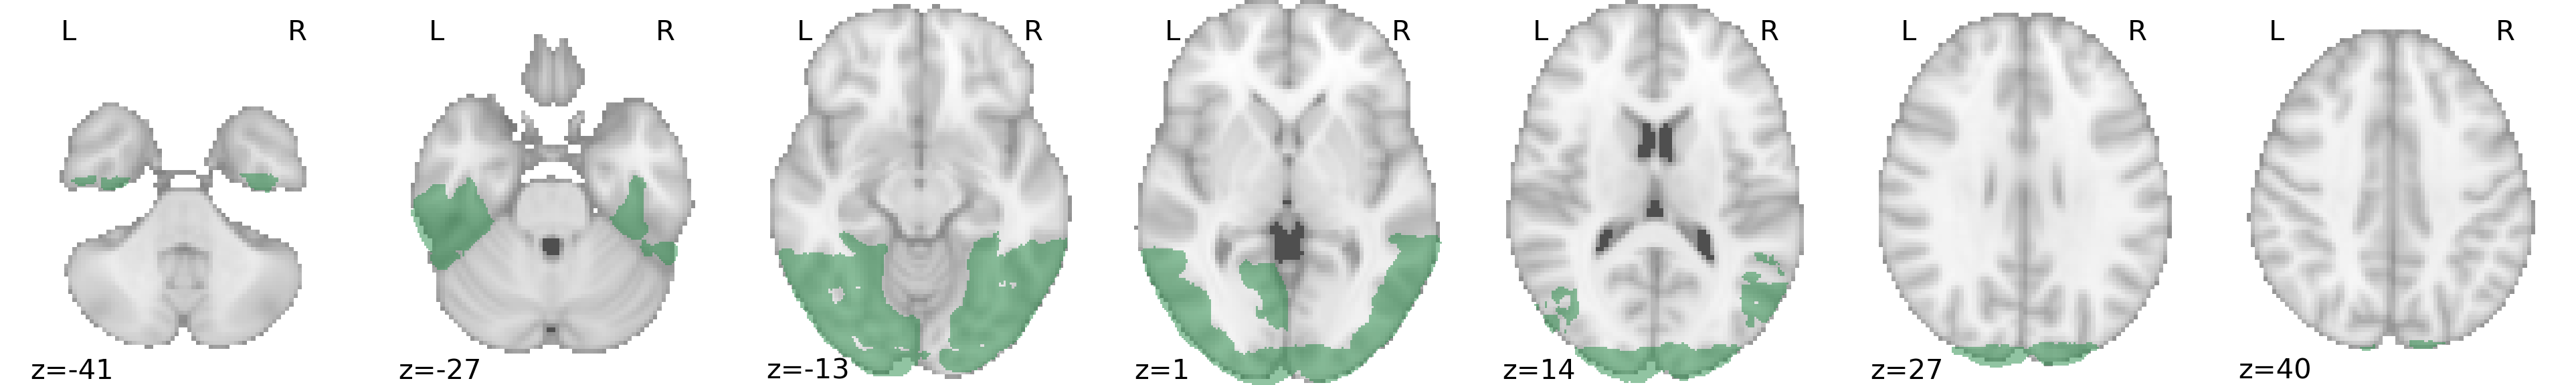 L R L R L R L R L R L R L R
z=-41 z=-27 z=-13 z=1 z=14 z=27 z=40